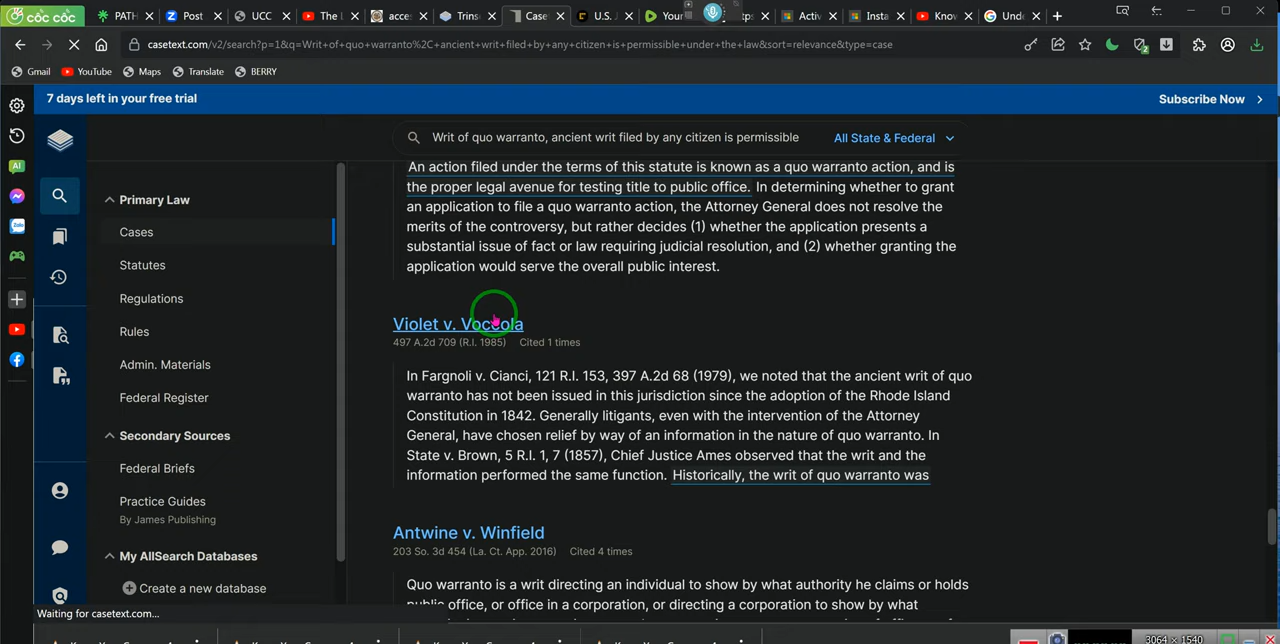 cốc cốc
PATH
Post
UCC
The L
acces
Trins
Case
U.S. J
Your
xps
Activ
Insta
Know
Unde
casetext.com/v2/search?p=1&q=Writ+of+quo+warranto%2C+ancient+writ+filed+by+any+citizen+is+permissible+under+the+law&sort=relevance&type=case
2
Gmail
YouTube
Maps
Translate
BERRY
7 days left in your free trial
Subscribe Now
AI
Zalo
Writ of quo warranto, ancient writ filed by any citizen is permissible
All State & Federal
Primary Law
Cases
Statutes
Regulations
Rules
Admin. Materials
Federal Register
Secondary Sources
Federal Briefs
Practice Guides
By James Publishing
My AllSearch Databases
Create a new database
An action filed under the terms of this statute is known as a quo warranto action, and is
the proper legal avenue for testing title to public office. In determining whether to grant
an application to file a quo warranto action, the Attorney General does not resolve the
merits of the controversy, but rather decides (1) whether the application presents a
substantial issue of fact or law requiring judicial resolution, and (2) whether granting the
application would serve the overall public interest.
Violet v. Voccola
497 A.2d 709 (R.I. 1985) Cited 1 times
In Fargnoli v. Cianci, 121 R.I. 153, 397 A.2d 68 (1979), we noted that the ancient writ of quo
warranto has not been issued in this jurisdiction since the adoption of the Rhode Island
Constitution in 1842. Generally litigants, even with the intervention of the Attorney
General, have chosen relief by way of an information in the nature of quo warranto. In
State v. Brown, 5 R.I. 1, 7 (1857), Chief Justice Ames observed that the writ and the
information performed the same function. Historically, the writ of quo warranto was
Antwine v. Winfield
203 So. 3d 454 (La. Ct. App. 2016) Cited 4 times
Quo warranto is a writ directing an individual to show by what authority he claims or holds
public office, or office in a corporation, or directing a corporation to show by what
Waiting for casetext.com...
3064 × 1540